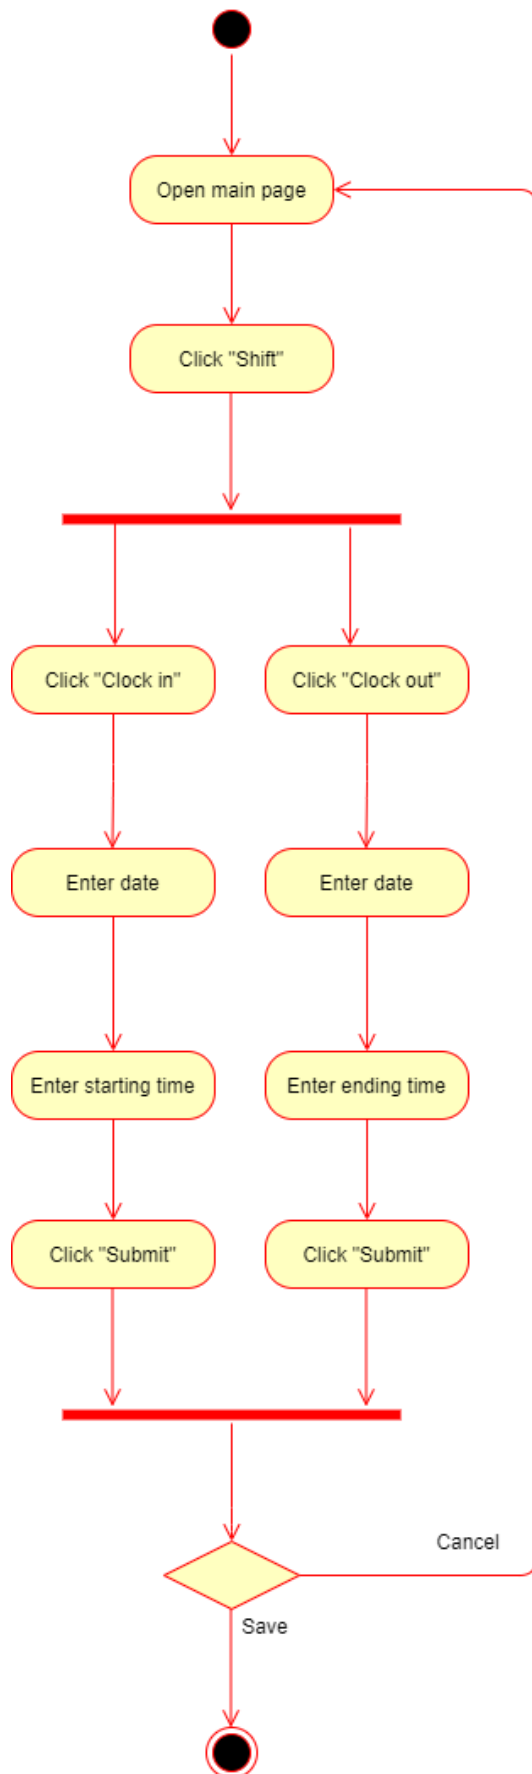 Open main page
Click "Shift"
Click "Clock in"
Click "Clock out"
Enter date
Enter date
Enter starting time
Enter ending time
Click "Submit"
Click "Submit"
Cancel
Save